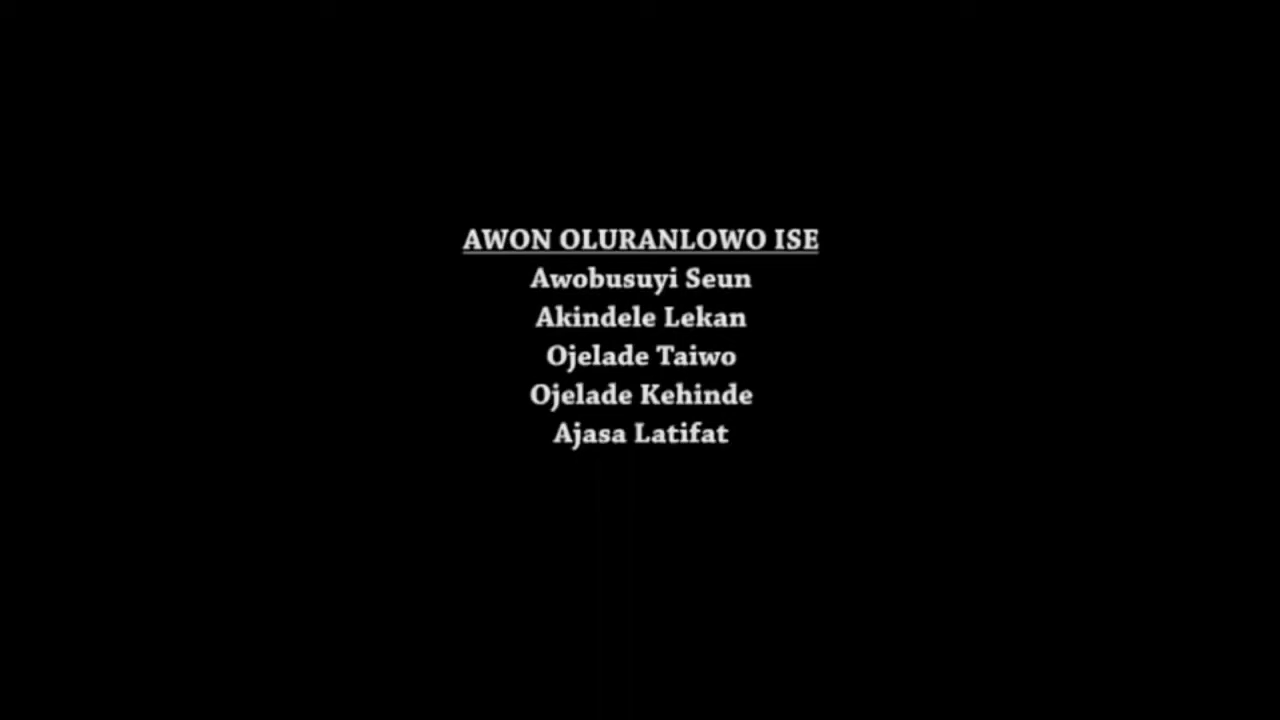 AWON OLURANLOWO ISE
Awobusuyi Seun
Akindele Lekan
Ojelade Taiwo
Ojelade Kehinde
Ajasa Latifat